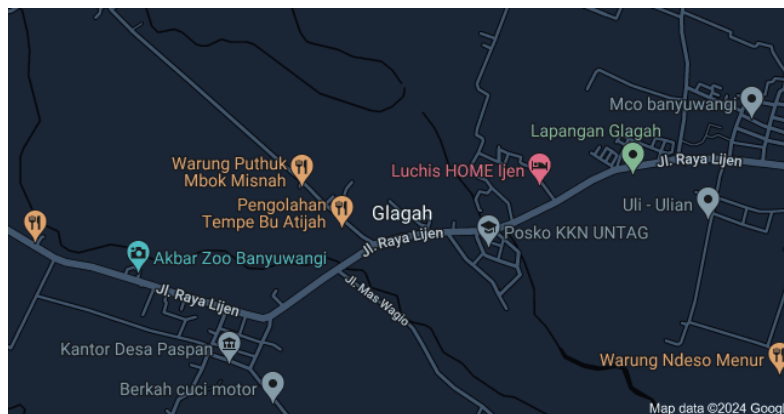 Mco banyuwangi
Lapangan Glagah
Jl. Raya Lijen
Warung Puthuk
Mbok Misnah
Luchis HOME Ijen
Pengolahan
Tempe Bu Atijah
Glagah
Uli - Ulian
Jl. Raya Lijen
Posko KKN UNTAG
Akbar Zoo Banyuwangi
Jl. Raya Lijen
Jl. Mas Wagio
Kantor Desa Paspan
Warung Ndeso Menur
Berkah cuci motor
Map data ©2024 Goog